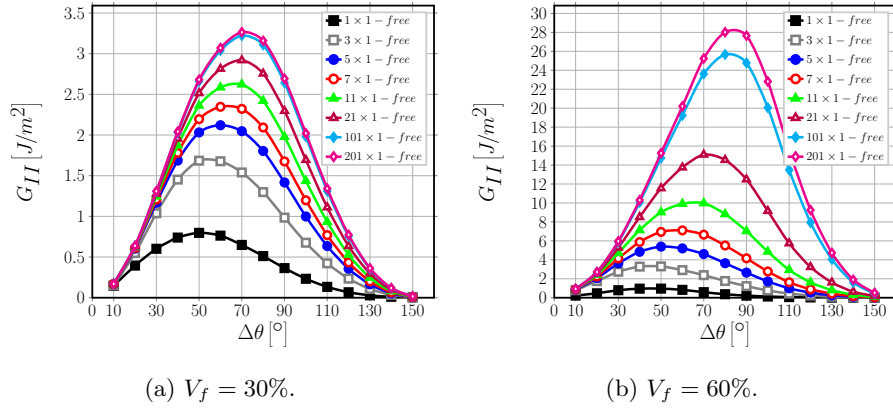 3.5
3
2.5
2
1.5
1
0.5
0
0 10 30 50 70 90 110 130 150
G_{II} [J/m^2]
Δθ [°]
1 × 1 − free
3 × 1 − free
5 × 1 − free
7 × 1 − free
11 × 1 − free
21 × 1 − free
101 × 1 − free
201 × 1 − free
(a) V_f = 30%.
30
28
26
24
22
20
18
16
14
12
10
8
6
4
2
0
0 10 30 50 70 90 110 130 150
G_{II} [J/m^2]
Δθ [°]
1 × 1 − free
3 × 1 − free
5 × 1 − free
7 × 1 − free
11 × 1 − free
21 × 1 − free
101 × 1 − free
201 × 1 − free
(b) V_f = 60%.